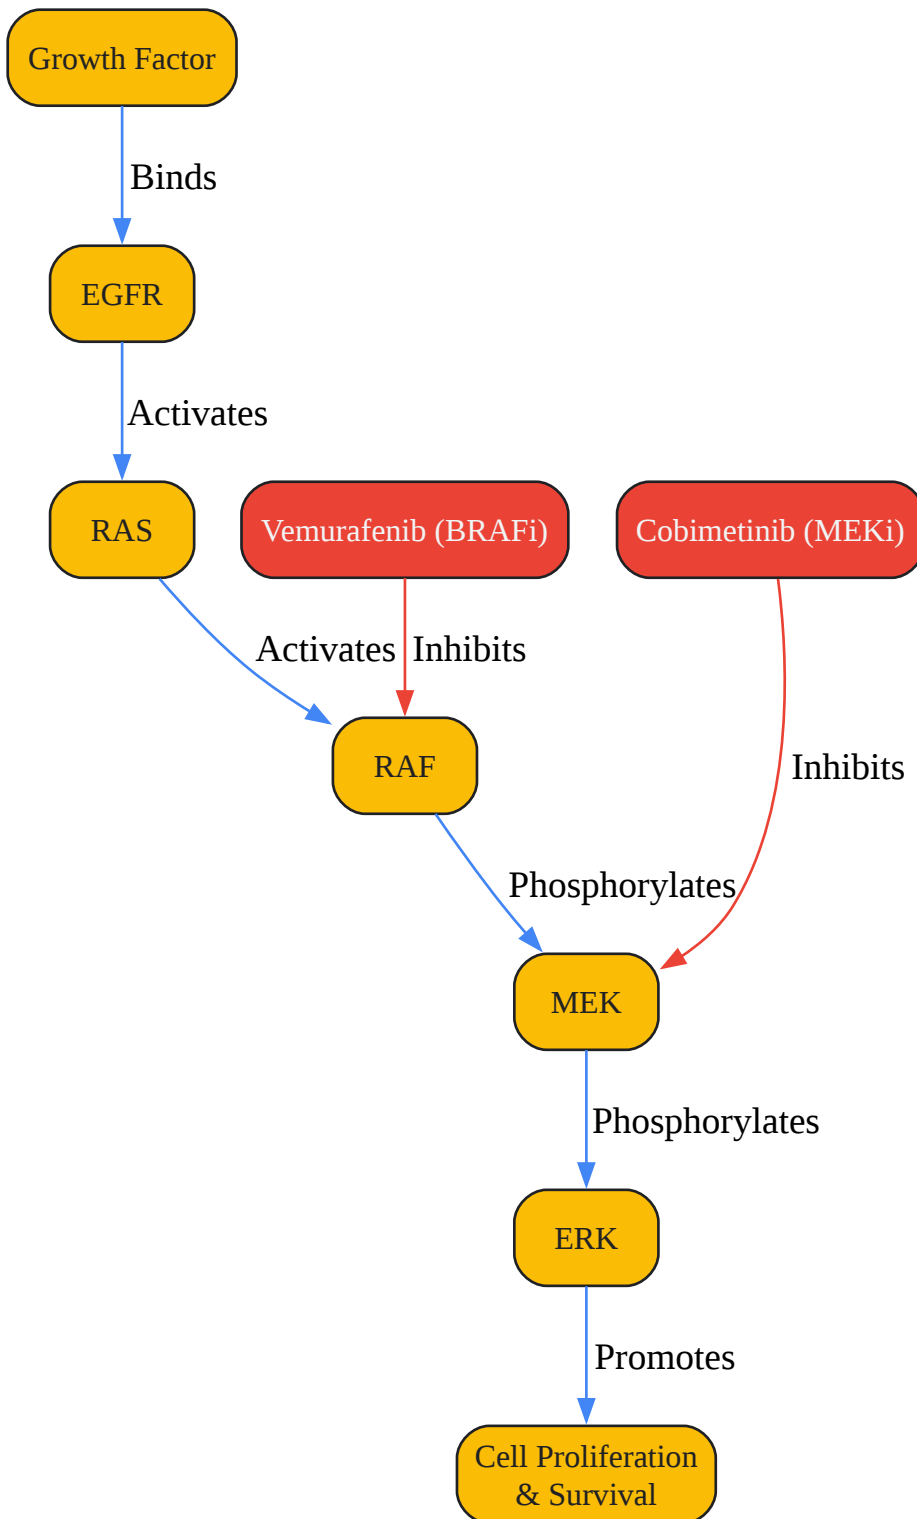 Growth Factor
Binds
EGFR
Activates
RAS
Vemurafenib (BRAFi)
Cobimetinib (MEKi)
Activates
Inhibits
RAF
Inhibits
Phosphorylates
MEK
Phosphorylates
ERK
Promotes
Cell Proliferation
& Survival